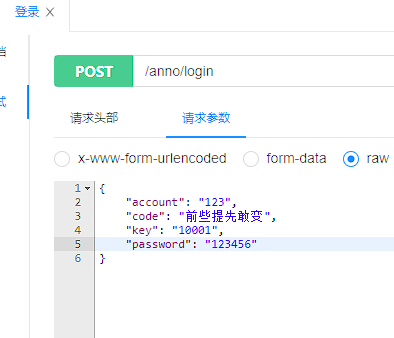 登录 ×
档
POST /anno/login
试
请求头部 请求参数
x-www-form-urlencoded form-data raw
1 {
2 "account": "123",
3 "code": "前些提先敢变",
4 "key": "10001",
5 "password": "123456"
6 }